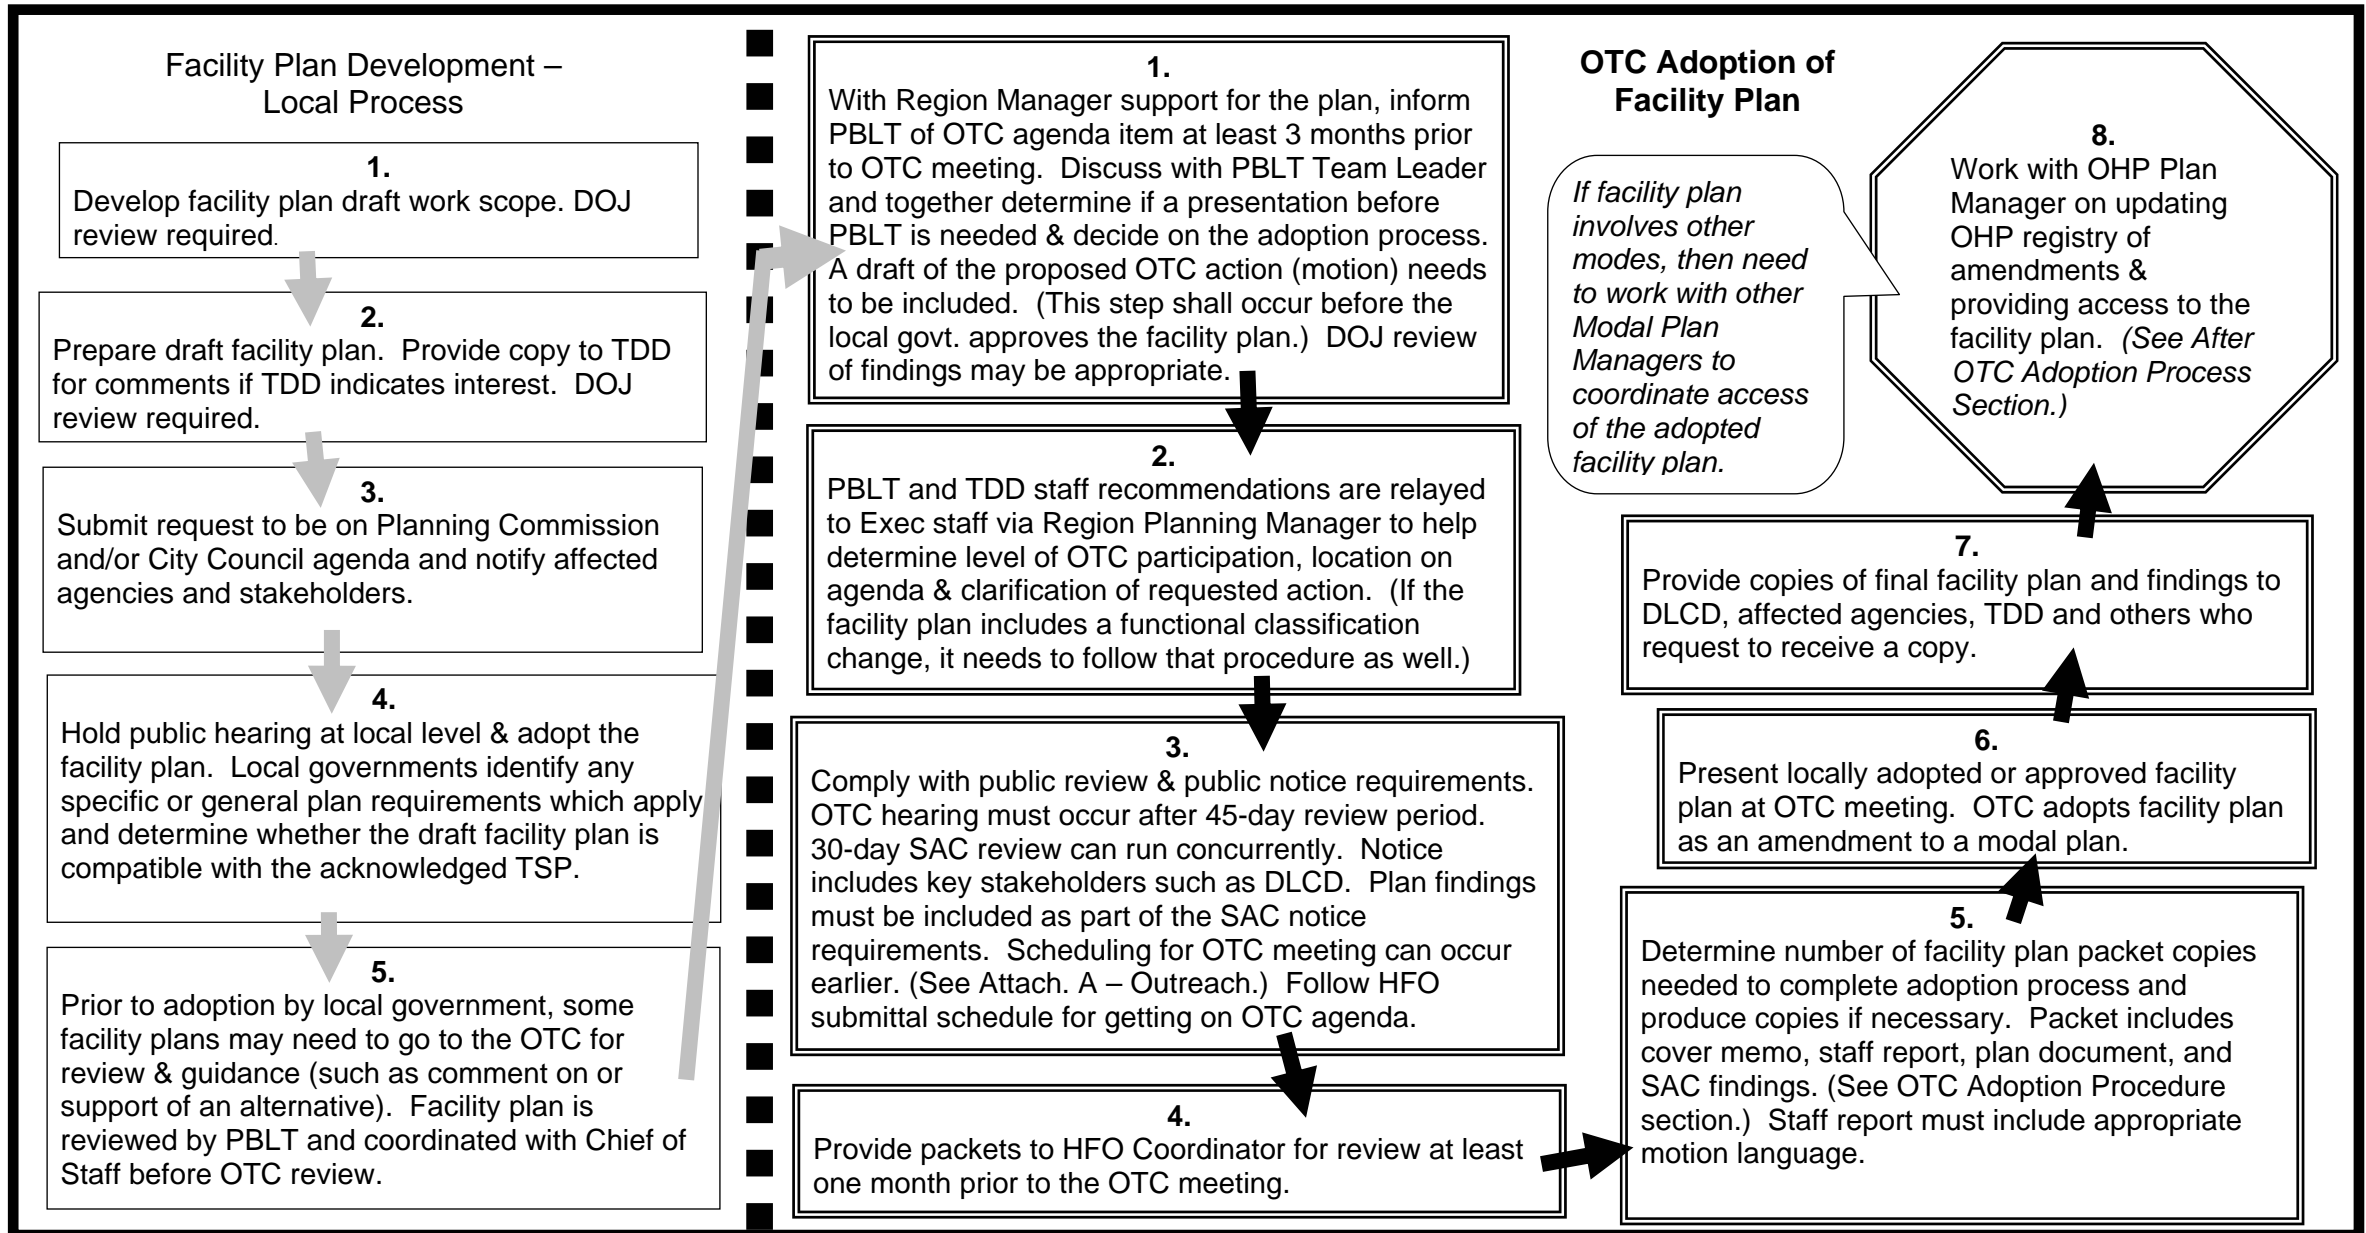 Facility Plan Development –
Local Process
1.
Develop facility plan draft work scope. DOJ
review required.
2.
Prepare draft facility plan.  Provide copy to TDD
for comments if TDD indicates interest.  DOJ
review required.
3.
Submit request to be on Planning Commission
and/or City Council agenda and notify affected
agencies and stakeholders.
4.
Hold public hearing at local level & adopt the
facility plan.  Local governments identify any
specific or general plan requirements which apply
and determine whether the draft facility plan is
compatible with the acknowledged TSP.
5.
Prior to adoption by local government, some
facility plans may need to go to the OTC for
review & guidance (such as comment on or
support of an alternative).  Facility plan is
reviewed by PBLT and coordinated with Chief of
Staff before OTC review.
OTC Adoption of
Facility Plan
1.
With Region Manager support for the plan, inform
PBLT of OTC agenda item at least 3 months prior
to OTC meeting.  Discuss with PBLT Team Leader
and together determine if a presentation before
PBLT is needed & decide on the adoption process.
A draft of the proposed OTC action (motion) needs
to be included.  (This step shall occur before the
local govt. approves the facility plan.)  DOJ review
of findings may be appropriate.
2.
PBLT and TDD staff recommendations are relayed
to Exec staff via Region Planning Manager to help
determine level of OTC participation, location on
agenda & clarification of requested action.  (If the
facility plan includes a functional classification
change, it needs to follow that procedure as well.)
3.
Comply with public review & public notice requirements.
OTC hearing must occur after 45-day review period.
30-day SAC review can run concurrently.  Notice
includes key stakeholders such as DLCD.  Plan findings
must be included as part of the SAC notice
requirements.  Scheduling for OTC meeting can occur
earlier. (See Attach. A – Outreach.)  Follow HFO
submittal schedule for getting on OTC agenda.
4.
Provide packets to HFO Coordinator for review at least
one month prior to the OTC meeting.
5.
Determine number of facility plan packet copies
needed to complete adoption process and
produce copies if necessary.  Packet includes
cover memo, staff report, plan document, and
SAC findings. (See OTC Adoption Procedure
section.)  Staff report must include appropriate
motion language.
6.
Present locally adopted or approved facility
plan at OTC meeting.  OTC adopts facility plan
as an amendment to a modal plan.
7.
Provide copies of final facility plan and findings to
DLCD, affected agencies, TDD and others who
request to receive a copy.
8.
Work with OHP Plan
Manager on updating
OHP registry of
amendments &
providing access to the
facility plan.  (See After
OTC Adoption Process
Section.)
If facility plan
involves other
modes, then need
to work with other
Modal Plan
Managers to
coordinate access
of the adopted
facility plan.